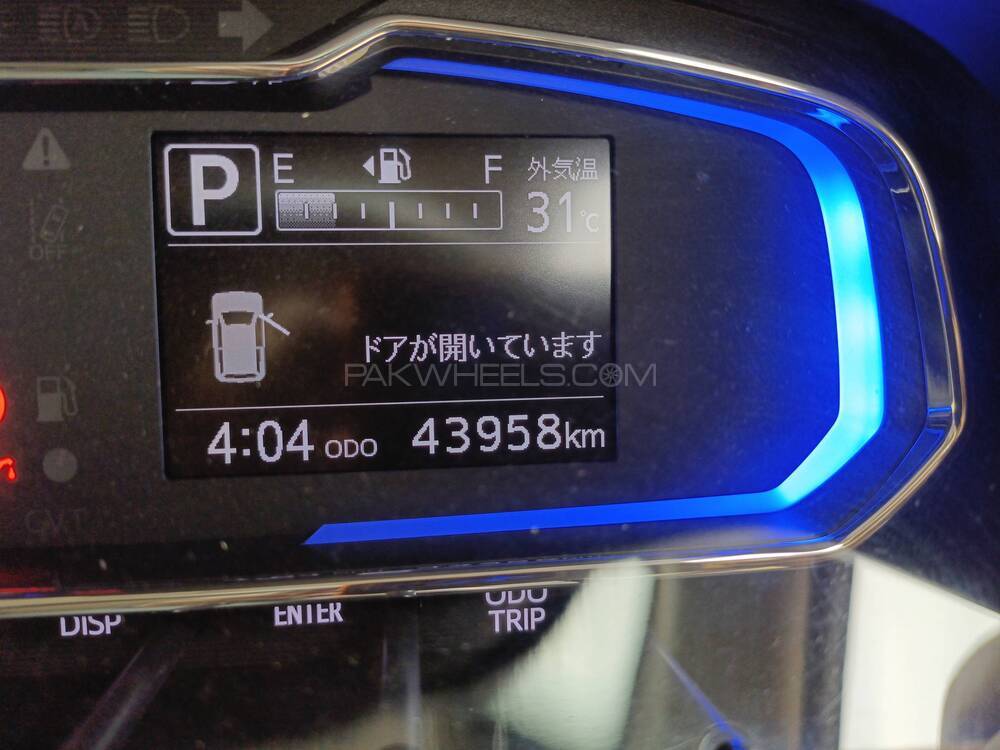 P E F 外気温
31℃
OFF
ドアが開いています
PAKWHEELS.COM
4:04 ODO 43958km
CVT
DISP ENTER ODO
TRIP